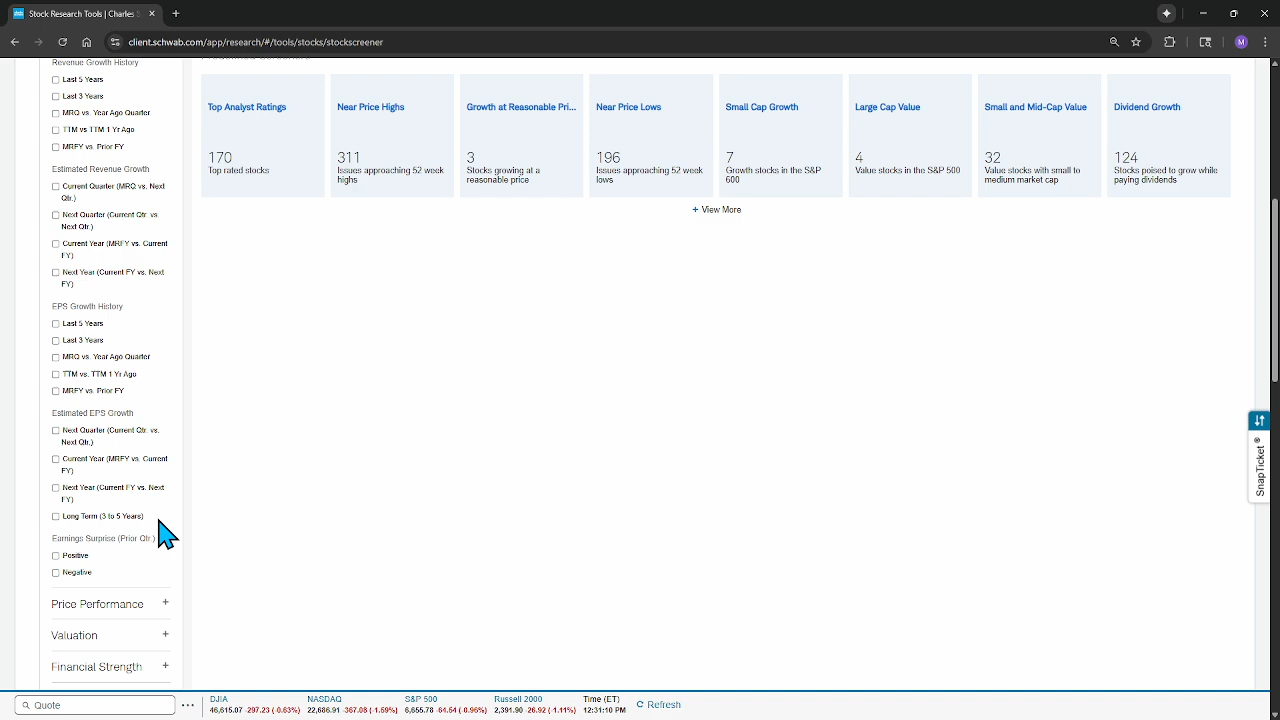 Stock Research Tools | Charles S
client.schwab.com/app/research/#/tools/stocks/stockscreener
M
Revenue Growth History
Last 5 Years
Last 3 Years
MRQ vs. Year Ago Quarter
TTM vs TTM 1 Yr Ago
MRFY vs. Prior FY
Estimated Revenue Growth
Current Quarter (MRQ vs. Next
Qtr.)
Next Quarter (Current Qtr. vs.
Next Qtr.)
Current Year (MRFY vs. Current
FY)
Next Year (Current FY vs. Next
FY)
EPS Growth History
Last 5 Years
Last 3 Years
MRQ vs. Year Ago Quarter
TTM vs. TTM 1 Yr Ago
MRFY vs. Prior FY
Estimated EPS Growth
Next Quarter (Current Qtr. vs.
Next Qtr.)
Current Year (MRFY vs. Current
FY)
Next Year (Current FY vs. Next
FY)
Long Term (3 to 5 Years)
Earnings Surprise (Prior Qtr.)
Positive
Negative
Price Performance +
Valuation +
Financial Strength +
Top Analyst Ratings
170
Top rated stocks
Near Price Highs
311
Issues approaching 52 week
highs
Growth at Reasonable Pri...
3
Stocks growing at a
reasonable price
Near Price Lows
196
Issues approaching 52 week
lows
Small Cap Growth
7
Growth stocks in the S&P
600
Large Cap Value
4
Value stocks in the S&P 500
Small and Mid-Cap Value
32
Value stocks with small to
medium market cap
Dividend Growth
124
Stocks poised to grow while
paying dividends
+ View More
SnapTicket®
Quote
DJIA
46,615.07 -297.23 (-0.63%)
NASDAQ
22,686.91 -367.08 (-1.59%)
S&P 500
6,655.78 -64.54 (-0.96%)
Russell 2000
2,391.90 -26.92 (-1.11%)
Time (ET)
12:31:10 PM
Refresh